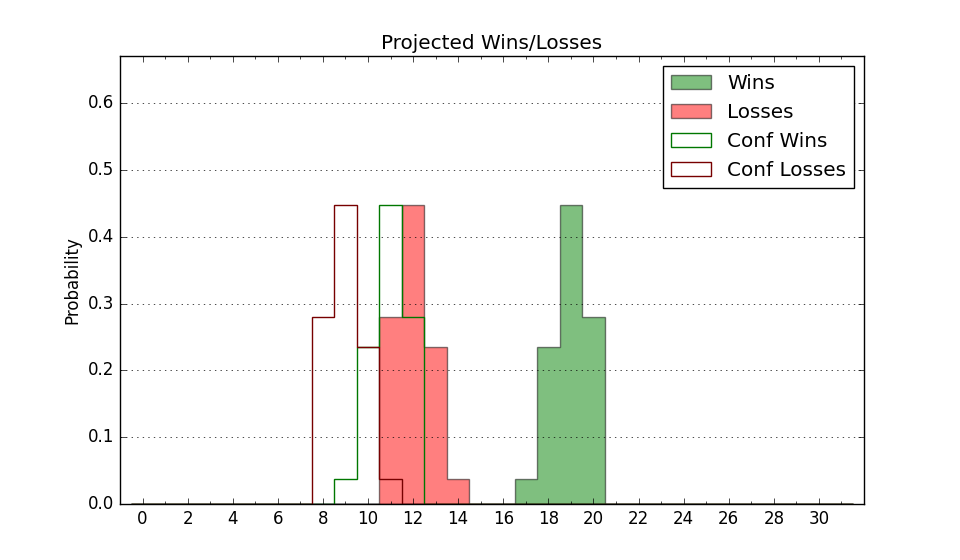 Projected Wins/Losses
Wins
Losses
Conf Wins
Conf Losses
Probability
0.6
0.5
0.4
0.3
0.2
0.1
0.0
0 2 4 6 8 10 12 14 16 18 20 22 24 26 28 30